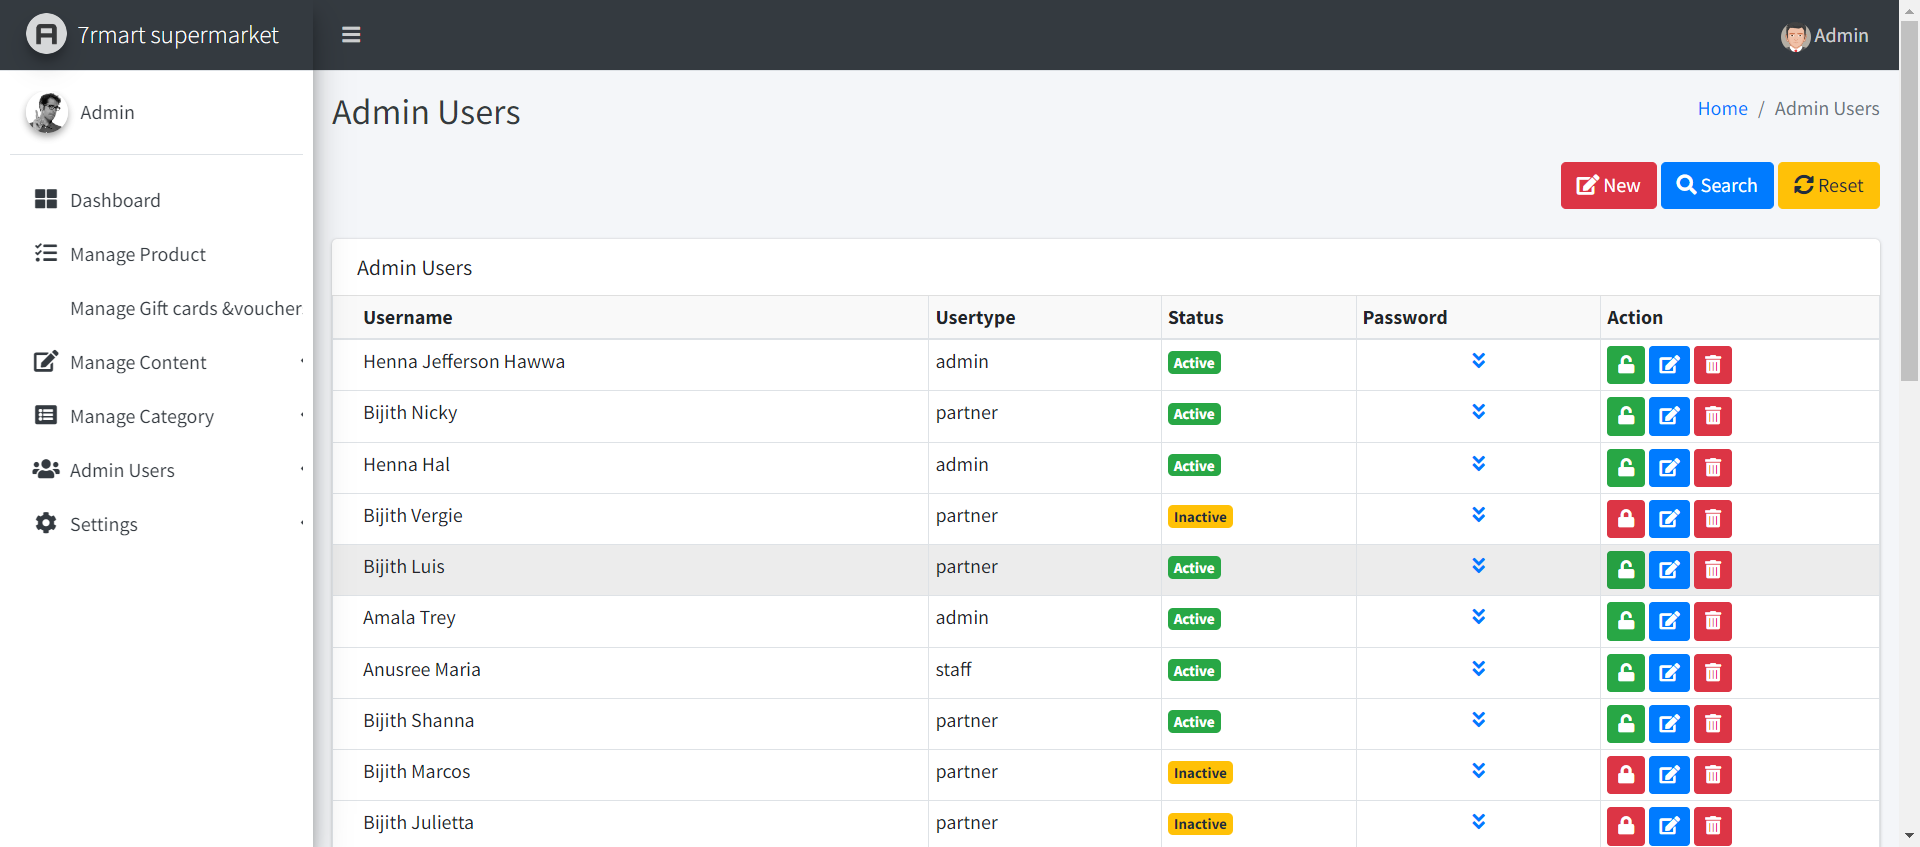 7rmart supermarket
Admin
Admin
Admin Users
Home / Admin Users
Dashboard
Manage Product
Manage Gift cards &voucher
Manage Content
Manage Category
Admin Users
Settings
New Search Reset
Admin Users
Username Usertype Status Password Action
Henna Jefferson Hawwa admin Active
Bijith Nicky partner Active
Henna Hal admin Active
Bijith Vergie partner Inactive
Bijith Luis partner Active
Amala Trey admin Active
Anusree Maria staff Active
Bijith Shanna partner Active
Bijith Marcos partner Inactive
Bijith Julietta partner Inactive